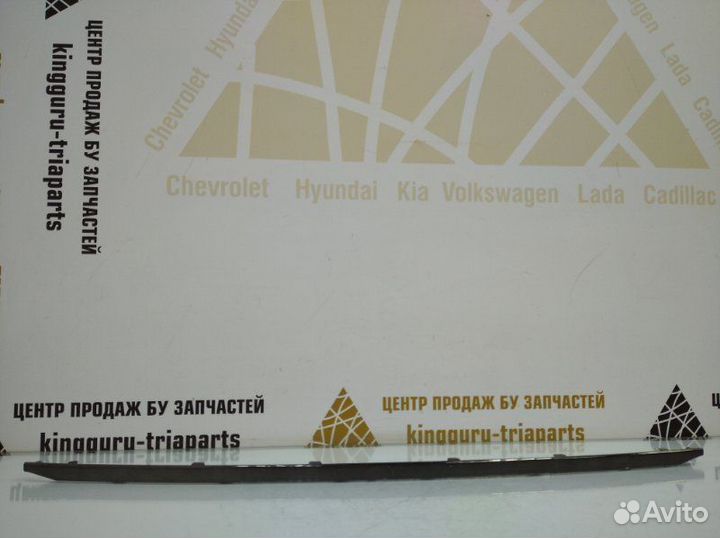 ЦЕНТР ПРОДАЖ БУ ЗАПЧАСТЕЙ
kingguru-triaparts
Chevrolet
Hyundai
Lada
Chevrolet Hyundai Kia Volkswagen Lada Cadillac
ЦЕНТР ПРОДАЖ БУ ЗАПЧАСТЕЙ
kingguru-triaparts
ЦЕНТР ПРОДАЖ БУ ЗАПЧАСТЕЙ
kingguru-triaparts
Avito